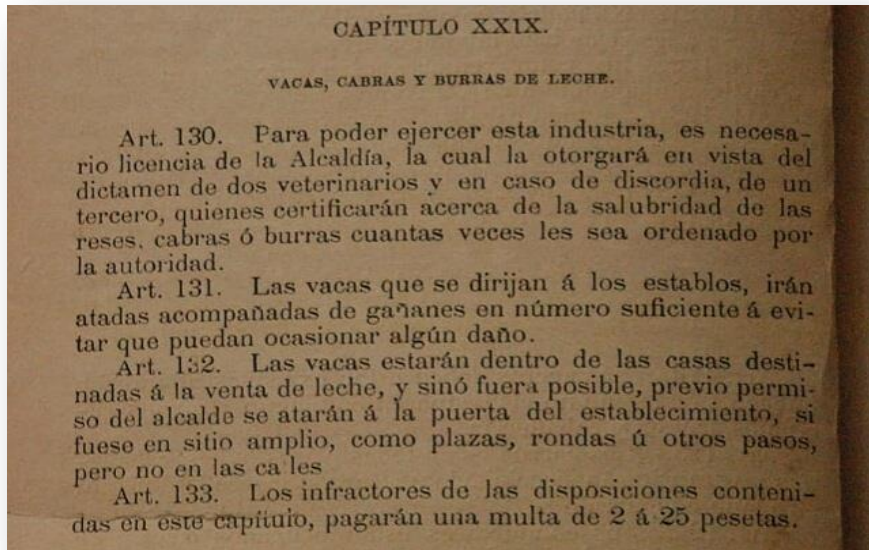 CAPÍTULO XXIX.
VACAS, CABRAS Y BURRAS DE LECHE.
Art. 130. Para poder ejercer esta industria, es necesa-
rio licencia de la Alcaldía, la cual la otorgará en vista del
dictamen de dos veterinarios y en caso de discordia, de un
tercero, quienes certificarán acerca de la salubridad de las
reses, cabras ó burras cuantas veces les sea ordenado por
la autoridad.
Art. 131. Las vacas que se dirijan á los establos, irán
atadas acompañadas de gañanes en número suficiente á evi-
tar que puedan ocasionar algún daño.
Art. 132. Las vacas estarán dentro de las casas desti-
nadas á la venta de leche, y sinó fuera posible, previo permi-
so del alcalde se atarán á la puerta del establecimiento, si
fuese en sitio amplio, como plazas, rondas ú otros pasos,
pero no en las ca les
Art. 133. Los infractores de las disposiciones conteni-
das en este capítulo, pagarán una multa de 2 á 25 pesetas.